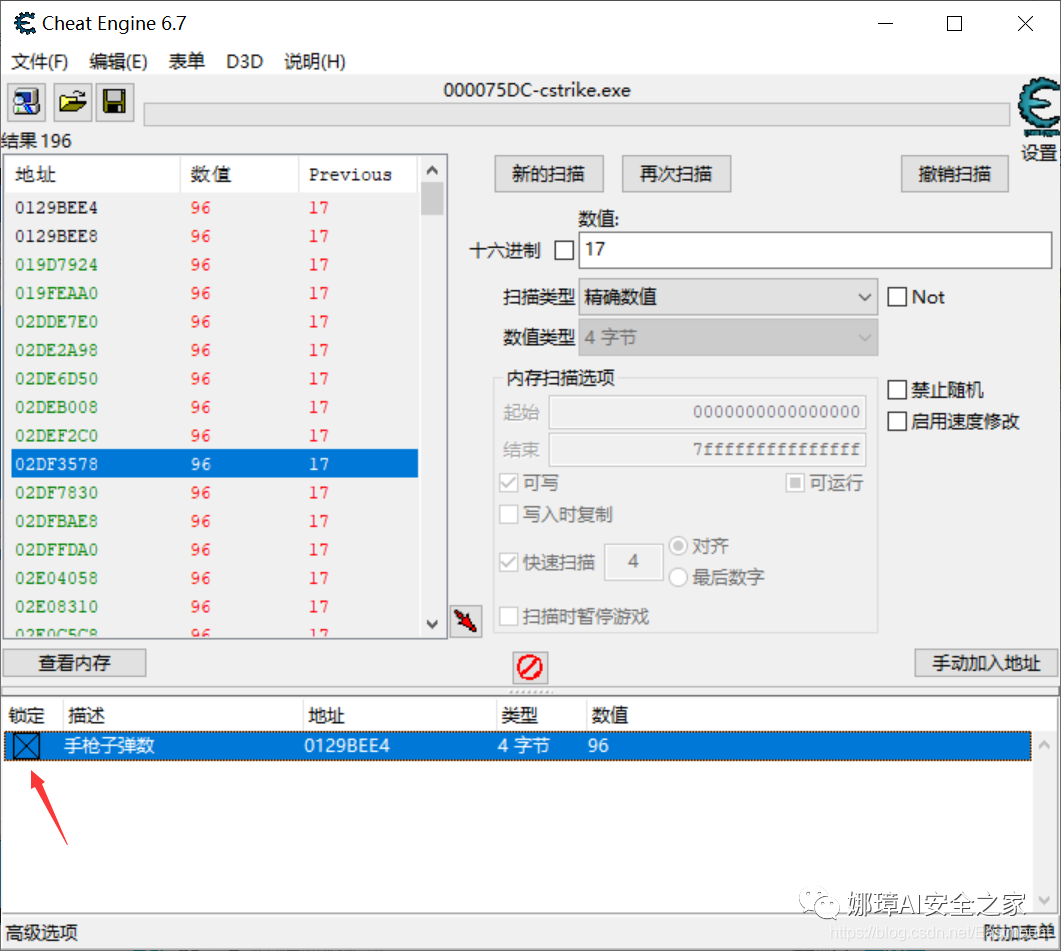 Cheat Engine 6.7
文件(F) 编辑(E) 表单 D3D 说明(H)
000075DC-cstrike.exe
设置
结果 196
地址 数值 Previous
0129BEE4 96 17
0129BEE8 96 17
019D7924 96 17
019FEAA0 96 17
02DDE7E0 96 17
02DE2A98 96 17
02DE6D50 96 17
02DEB008 96 17
02DEF2C0 96 17
02DF3578 96 17
02DF7830 96 17
02DFBAE8 96 17
02DFFDA0 96 17
02E04058 96 17
02E08310 96 17
02E0C5C8 96 17
新的扫描 再次扫描 撤销扫描
数值:
十六进制 17
扫描类型 精确数值 Not
数值类型 4 字节
内存扫描选项
起始 0000000000000000
结束 7fffffffffffffff
可写 可运行
写入时复制
快速扫描 4 对齐
最后数字
扫描时暂停游戏
禁止随机
启用速度修改
查看内存 手动加入地址
锁定 描述 地址 类型 数值
手枪子弹数 0129BEE4 4 字节 96
娜璋AI安全之家
高级选项 附加表单